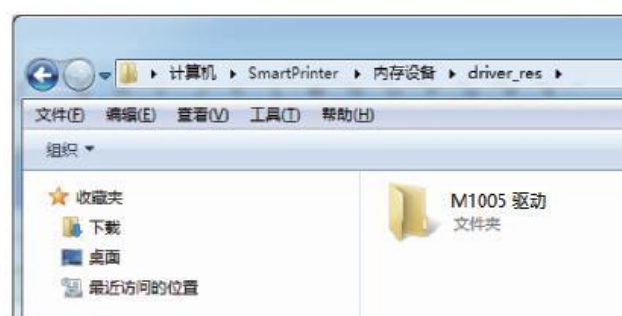 计算机 SmartPrinter 内存设备 driver_res
文件(F) 编辑(E) 查看(V) 工具(T) 帮助(H)
组织
收藏夹
下载
桌面
最近访问的位置
M1005 驱动
文件夹